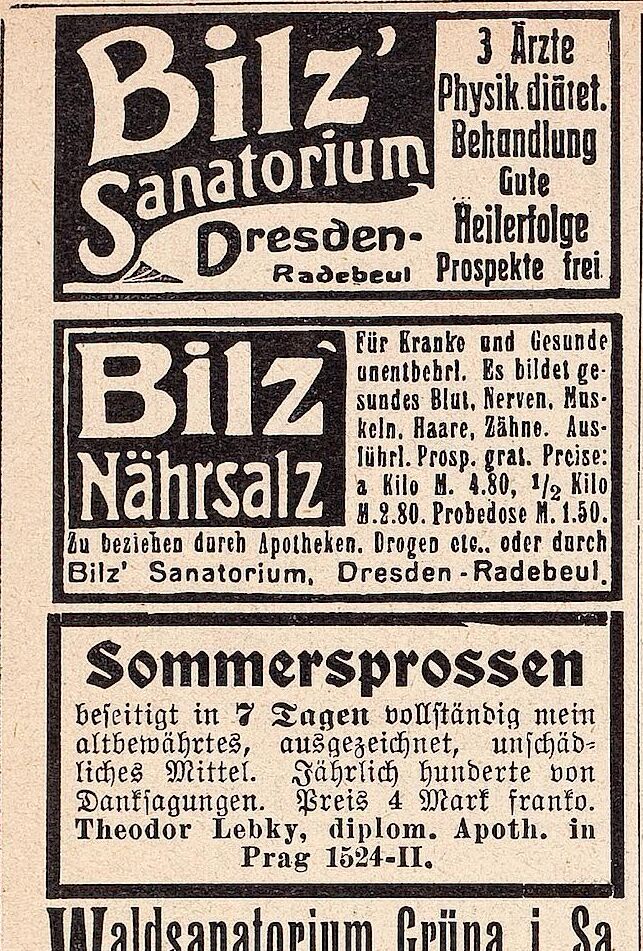 Bilz'
Sanatorium
Dresden-
Radebeul
3 Ärzte
Physik. diätet.
Behandlung
Gute
Heilerfolge
Prospekte frei.
Bilz'
Nährsalz
Für Kranke und Gesunde
unentbehrl. Es bildet ge-
sundes Blut, Nerven, Mus-
keln, Haare, Zähne. Aus-
führl. Prosp. grat. Preise:
a Kilo M. 4.80, 1/2 Kilo
M. 2.80. Probedose M. 1.50.
Zu beziehen durch Apotheken, Drogen etc., oder durch
Bilz' Sanatorium, Dresden-Radebeul.
Sommersprossen
beseitigt in 7 Tagen vollständig mein
altbewährtes, ausgezeichnet, unschäd-
liches Mittel. Jährlich hunderte von
Danksagungen. Preis 4 Mark franko.
Theodor Lebky, diplom. Apoth. in
Prag 1524-II.
Waldsanatorium Grüna i. Sa.